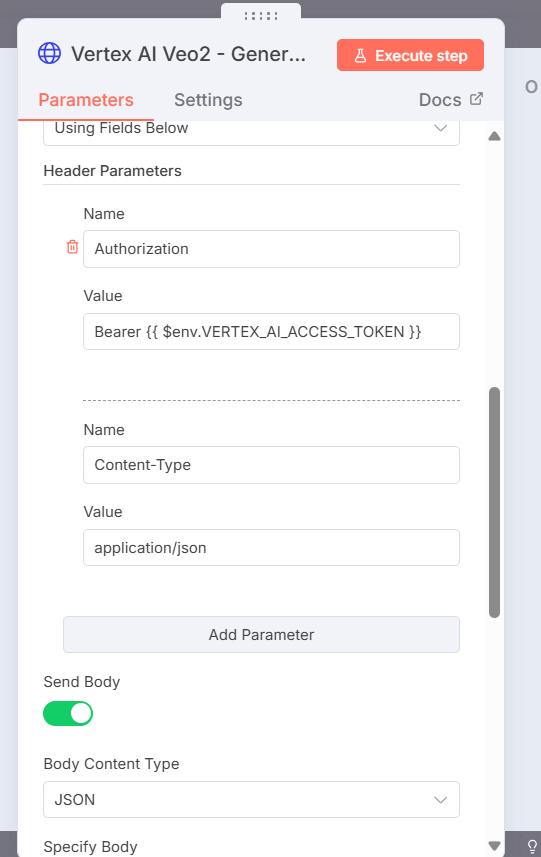 Vertex AI Veo2 - Gener...
Execute step
Parameters
Settings
Docs
Using Fields Below
Header Parameters
Name
Authorization
Value
Bearer {{ $env.VERTEX_AI_ACCESS_TOKEN }}
Name
Content-Type
Value
application/json
Add Parameter
Send Body
Body Content Type
JSON
Specify Body